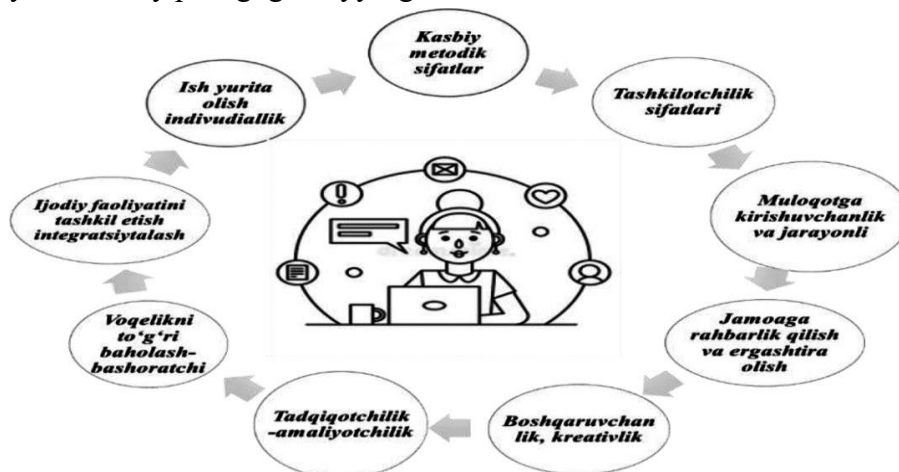 Kasbiy
metodik
sifatlar
Tashkilotchilik
sifatlari
Muloqotga
kirishuvchanlik
va jarayonli
Jamoaga
rahbarlik qilish
va ergashtira
olish
Boshqaruvchan
lik, kreativlik
Tadqiqotchilik
-amaliyotchilik
Voqelikni
to‘g‘ri
baholash-
bashoratchi
Ijodiy faoliyatini
tashkil etish
integratsiytalash
Ish yurita
olish
indivudiallik